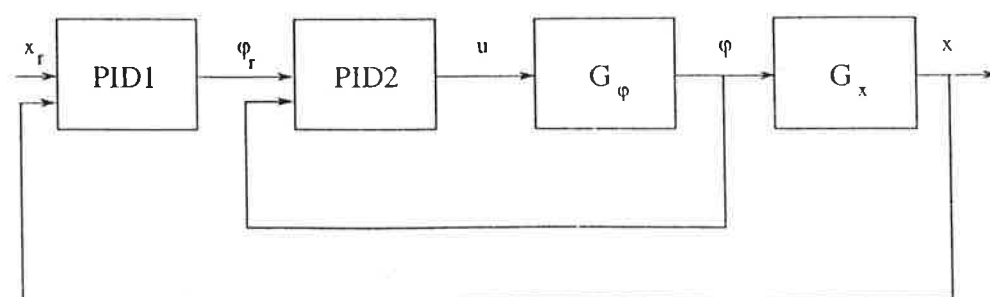 x_r
PID1
φ_r
PID2
u
G_φ
φ
G_x
x